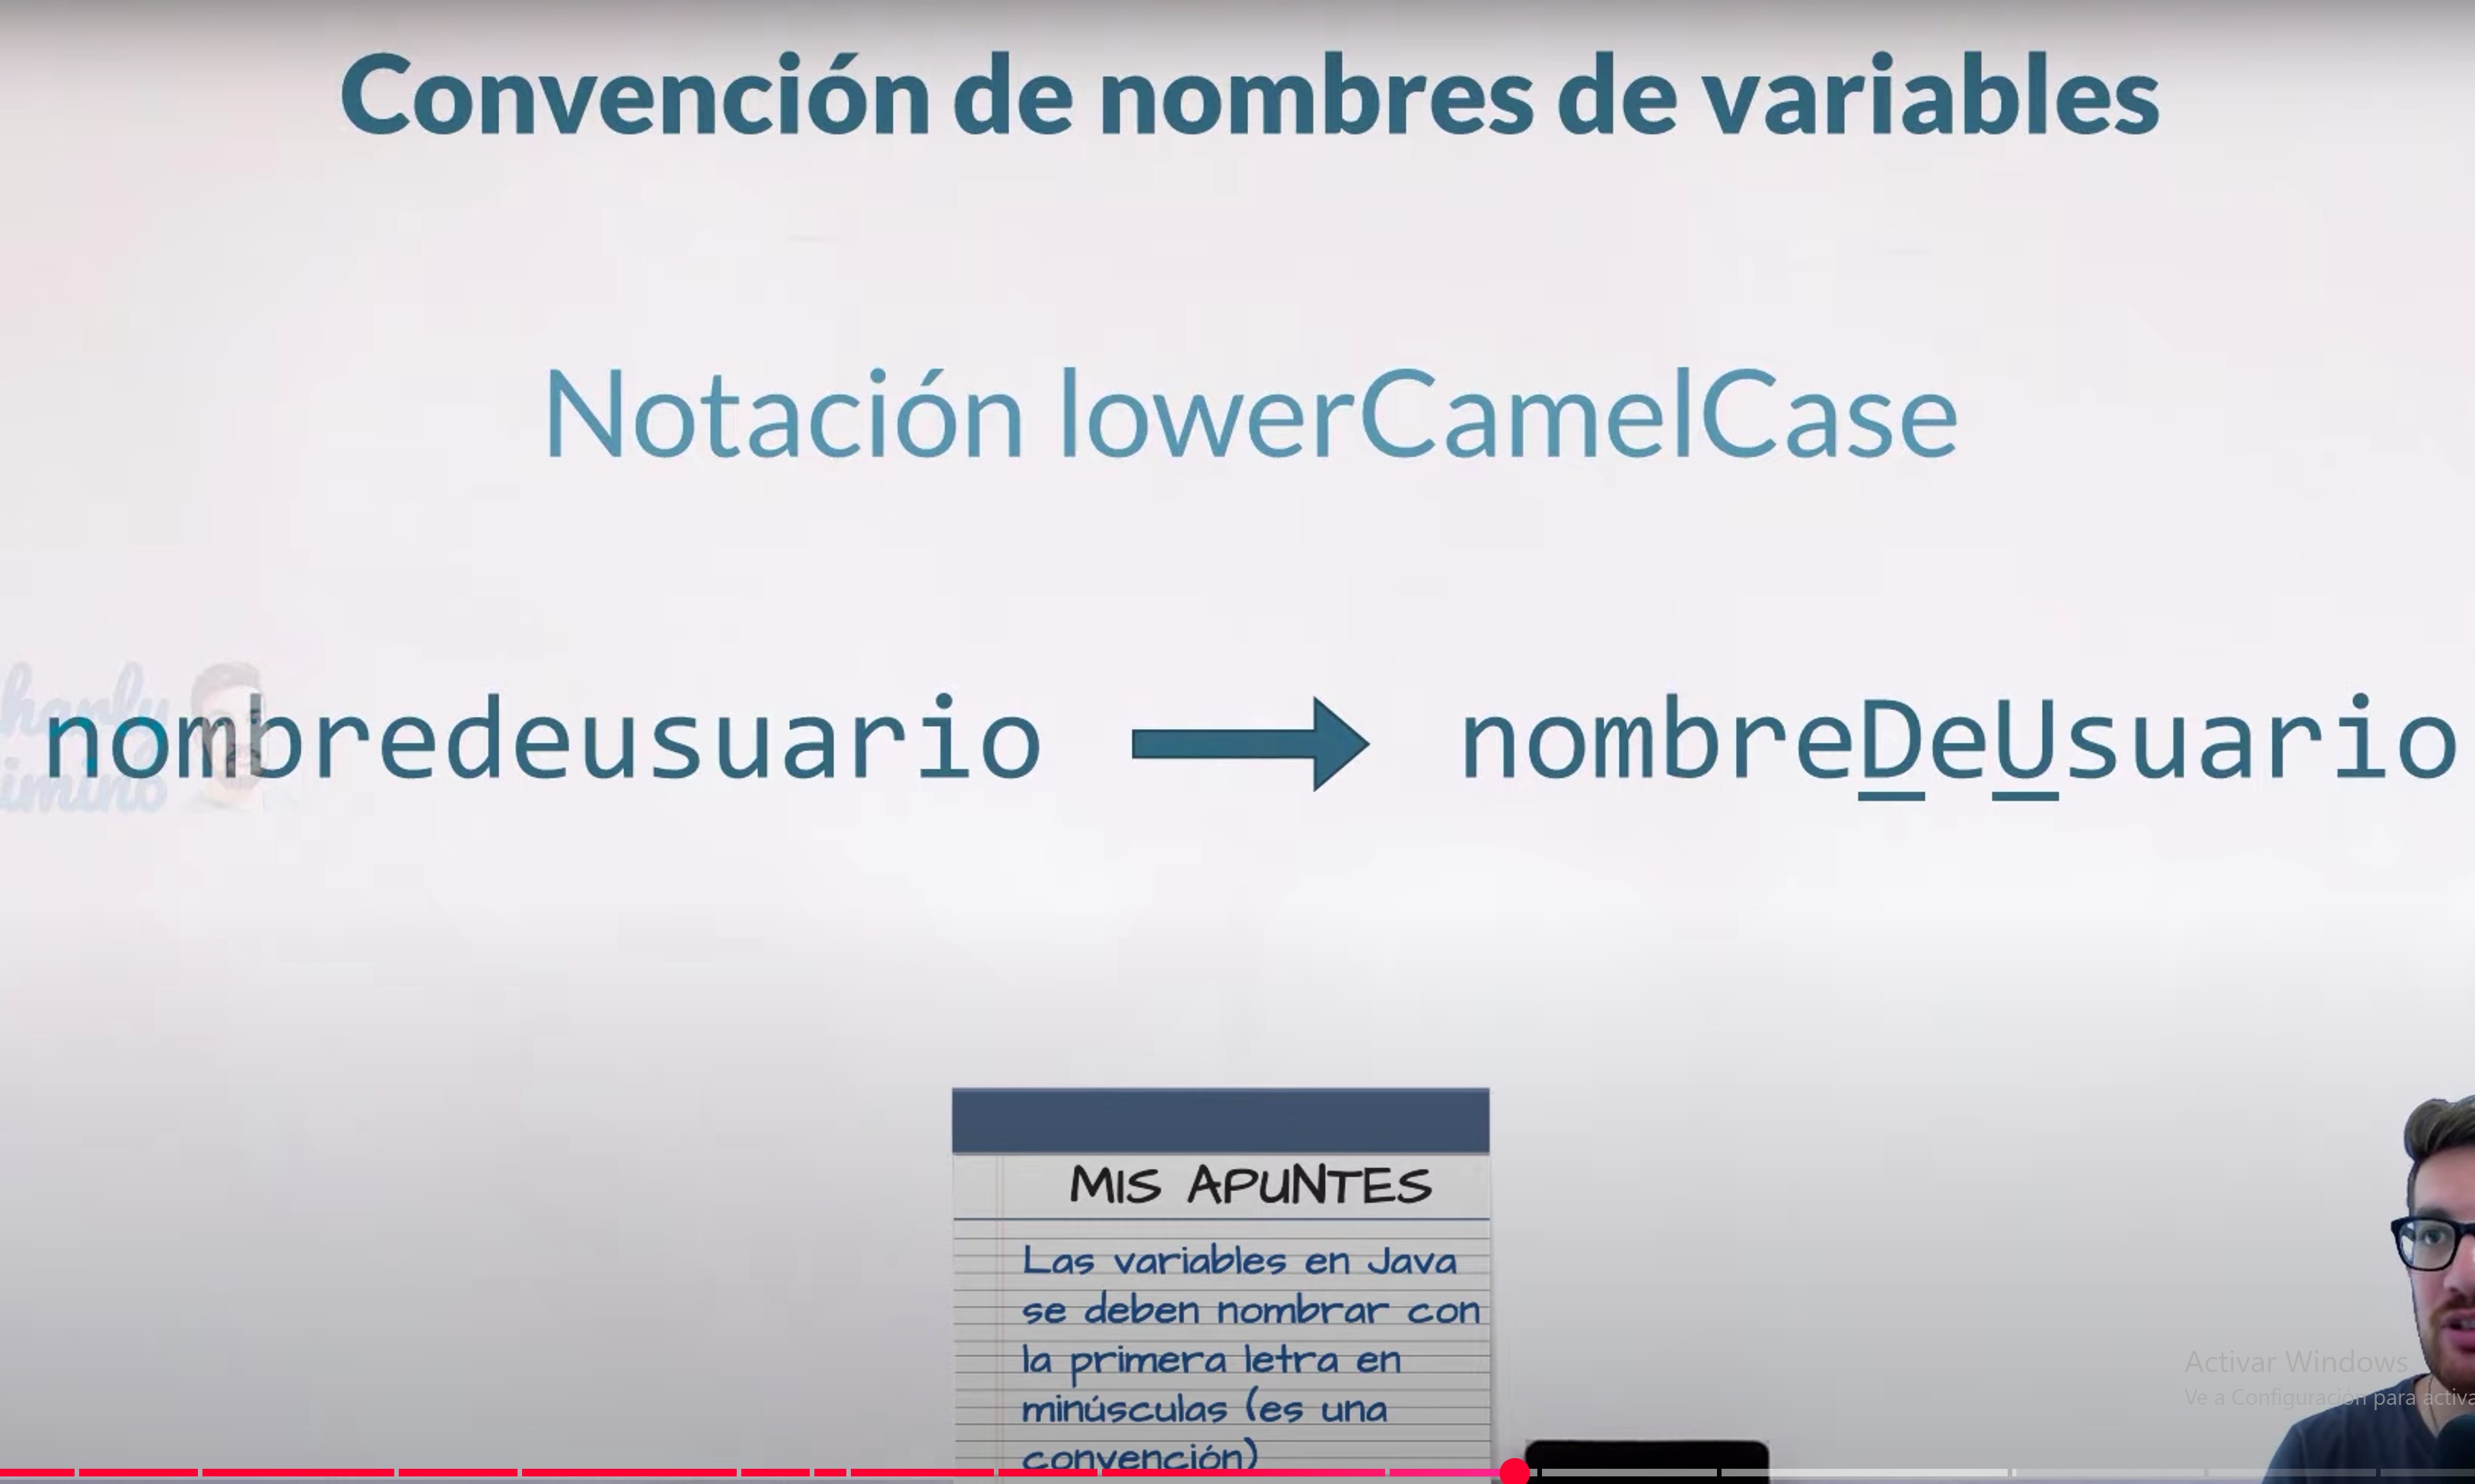 Convención de nombres de variables
Notación lowerCamelCase
nombredeusuario
nombreDeUsuario
MIS APUNTES
Las variables en Java
se deben nombrar con
la primera letra en
minúsculas (es una
convención)
Activar Windows
Ve a Configuración para activa